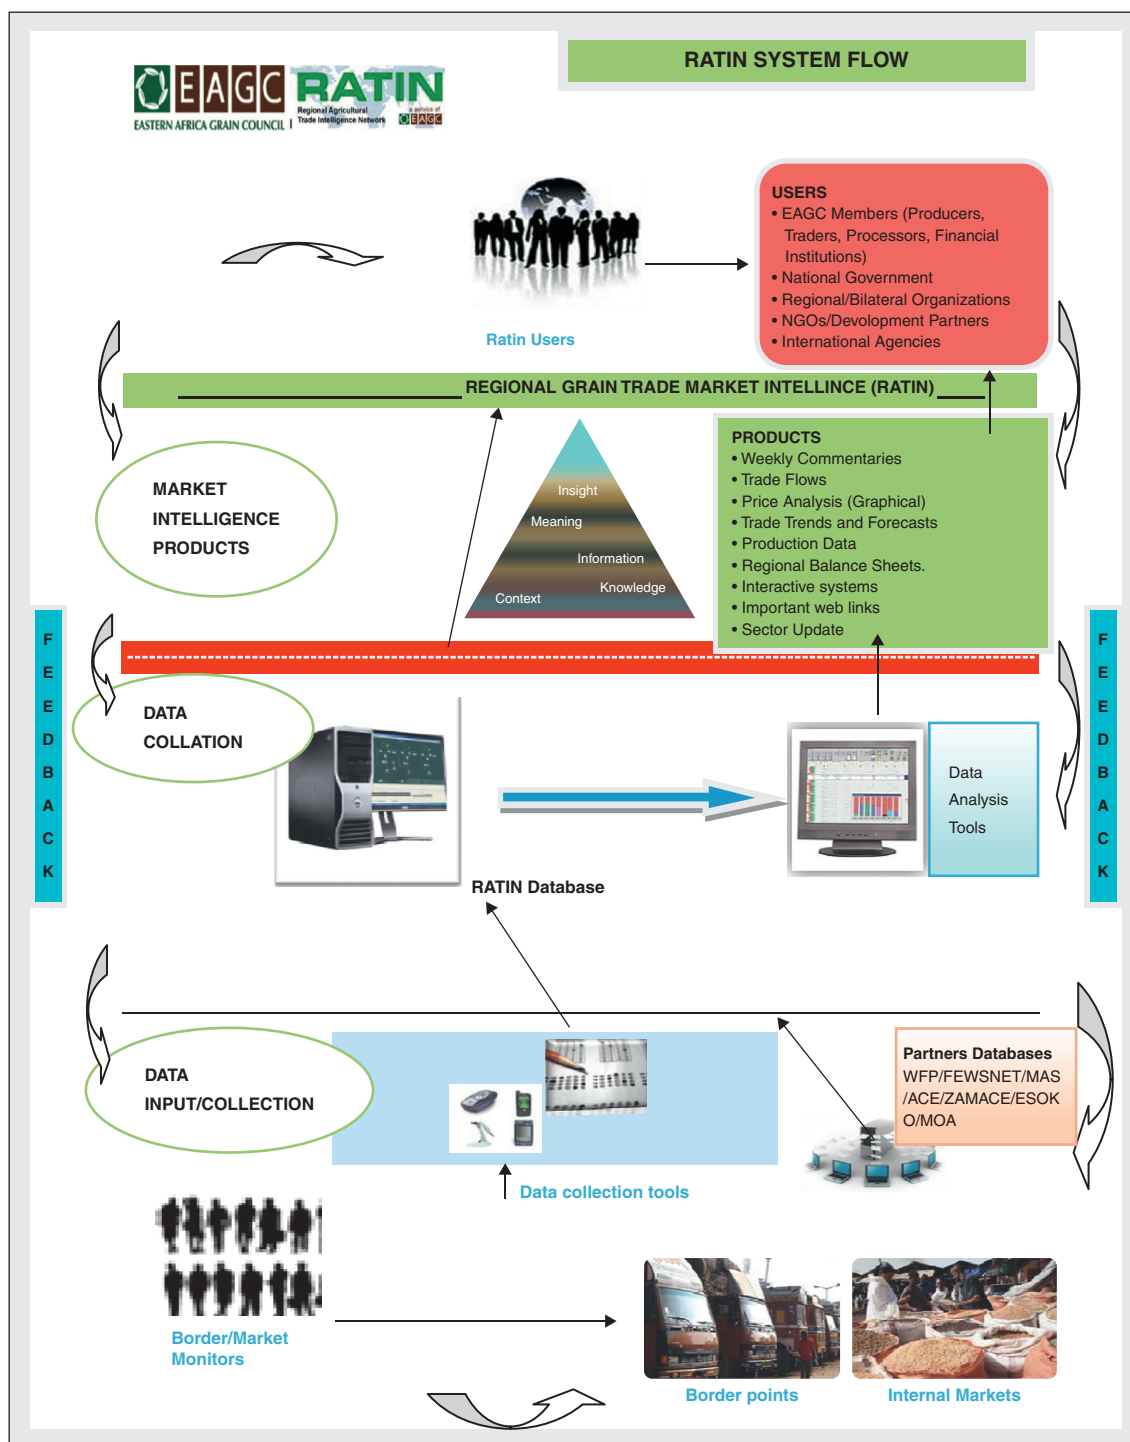 RATIN SYSTEM FLOW
EAGC
EASTERN AFRICA GRAIN COUNCIL
RATIN
Regional Agricultural
Trade Intelligence Network
a service of
EAGC
USERS
• EAGC Members (Producers,
Traders, Processors, Financial
Institutions)
• National Government
• Regional/Bilateral Organizations
• NGOs/Devolopment Partners
• International Agencies
Ratin Users
REGIONAL GRAIN TRADE MARKET INTELLINCE (RATIN)
MARKET
INTELLIGENCE
PRODUCTS
Insight
Meaning
Information
Knowledge
Context
PRODUCTS
• Weekly Commentaries
• Trade Flows
• Price Analysis (Graphical)
• Trade Trends and Forecasts
• Production Data
• Regional Balance Sheets.
• Interactive systems
• Important web links
• Sector Update
FEEDBACK
DATA
COLLATION
Data
Analysis
Tools
FEEDBACK
RATIN Database
DATA
INPUT/COLLECTION
Partners Databases
WFP/FEWSNET/MAS
/ACE/ZAMACE/ESOK
O/MOA
Data collection tools
Border/Market
Monitors
Border points
Internal Markets